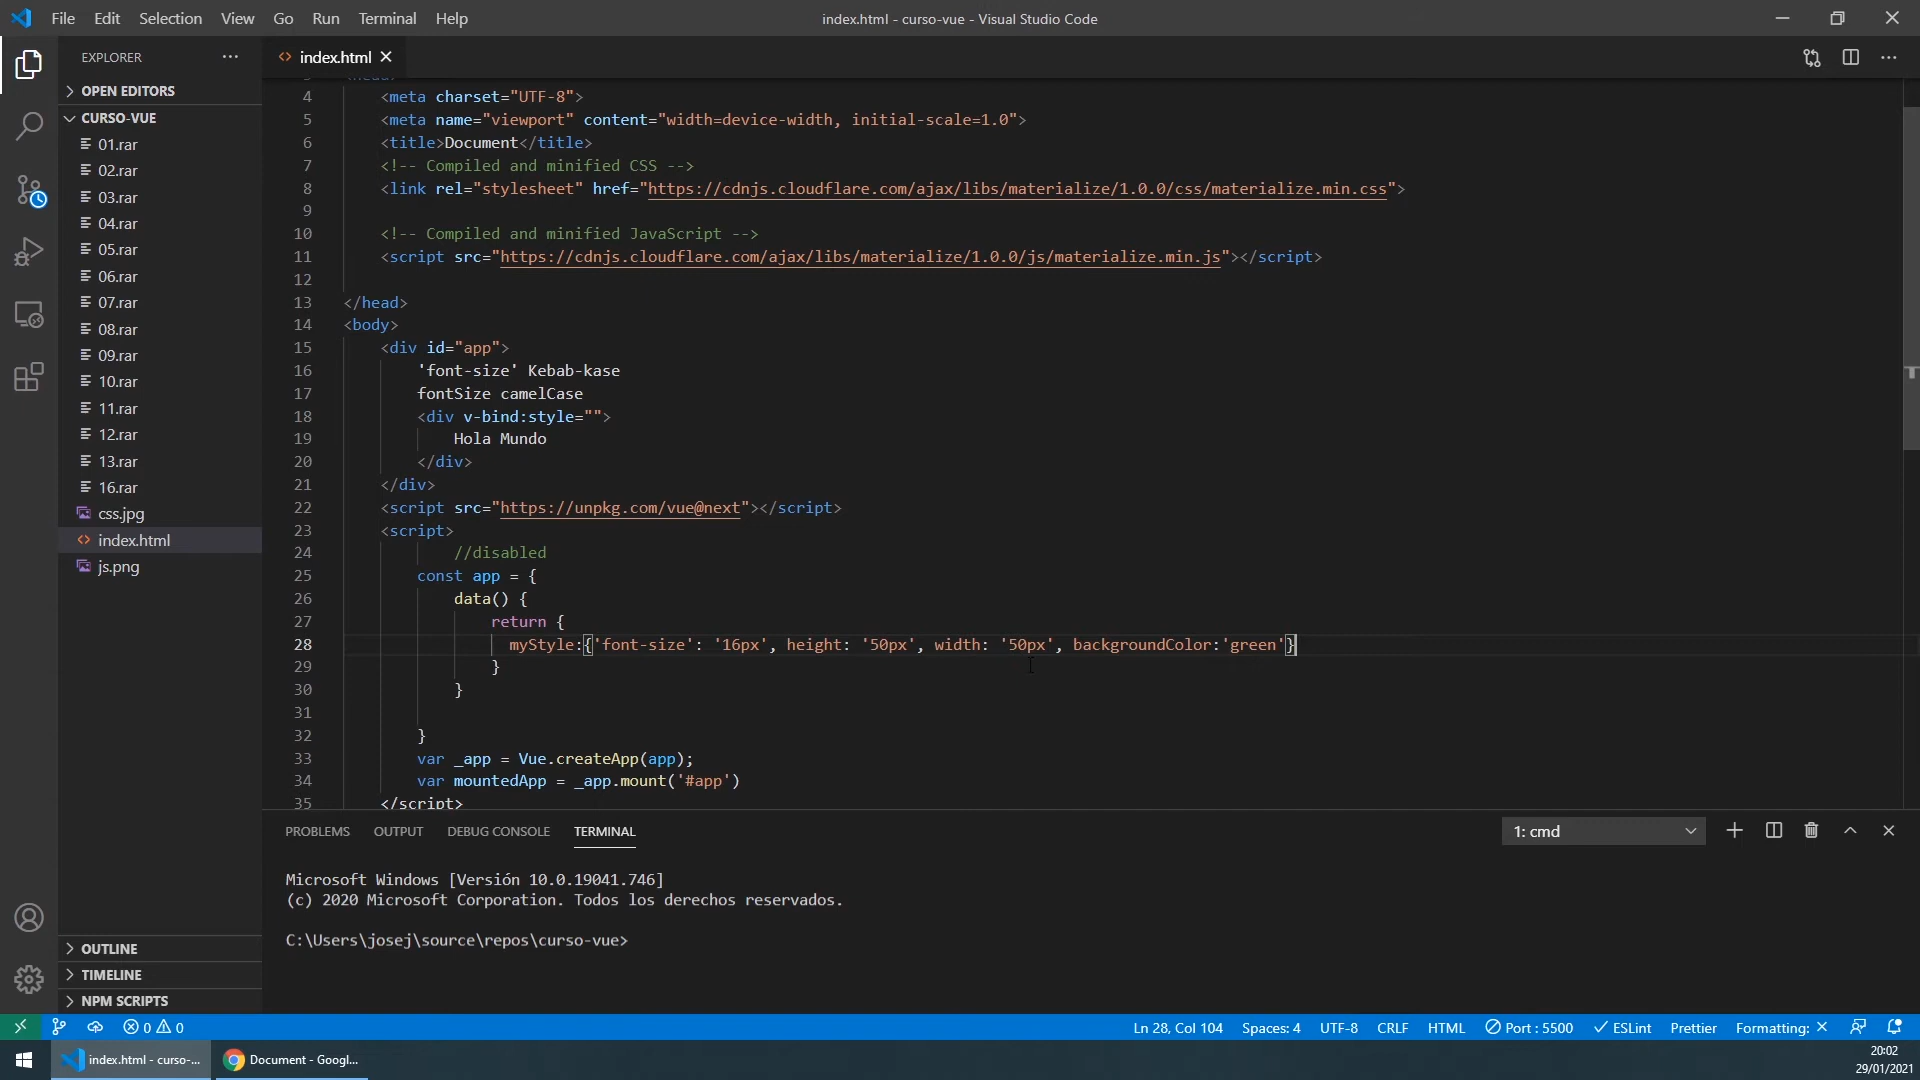 File Edit Selection View Go Run Terminal Help
index.html - curso-vue - Visual Studio Code
EXPLORER
OPEN EDITORS
CURSO-VUE
01.rar
02.rar
03.rar
04.rar
05.rar
06.rar
07.rar
08.rar
09.rar
10.rar
11.rar
12.rar
13.rar
16.rar
css.jpg
index.html
js.png
OUTLINE
TIMELINE
NPM SCRIPTS
index.html
4 <meta charset="UTF-8">
5 <meta name="viewport" content="width=device-width, initial-scale=1.0">
6 <title>Document</title>
7 <!-- Compiled and minified CSS -->
8 <link rel="stylesheet" href="https://cdnjs.cloudflare.com/ajax/libs/materialize/1.0.0/css/materialize.min.css">
9
10 <!-- Compiled and minified JavaScript -->
11 <script src="https://cdnjs.cloudflare.com/ajax/libs/materialize/1.0.0/js/materialize.min.js"></script>
12
13 </head>
14 <body>
15 <div id="app">
16 'font-size' Kebab-kase
17 fontSize camelCase
18 <div v-bind:style="">
19 Hola Mundo
20 </div>
21 </div>
22 <script src="https://unpkg.com/vue@next"></script>
23 <script>
24 //disabled
25 const app = {
26 data() {
27 return {
28 myStyle:{'font-size': '16px', height: '50px', width: '50px', backgroundColor:'green'}
29 }
30 }
31
32 }
33 var _app = Vue.createApp(app);
34 var mountedApp = _app.mount('#app')
35 </script>
PROBLEMS OUTPUT DEBUG CONSOLE TERMINAL
1: cmd
Microsoft Windows [Versión 10.0.19041.746]
(c) 2020 Microsoft Corporation. Todos los derechos reservados.
C:\Users\josej\source\repos\curso-vue>
0 0
Ln 28, Col 104 Spaces: 4 UTF-8 CRLF HTML Port : 5500 ESLint Prettier Formatting: ×
index.html - curso-...
Document - Googl...
20:02
29/01/2021